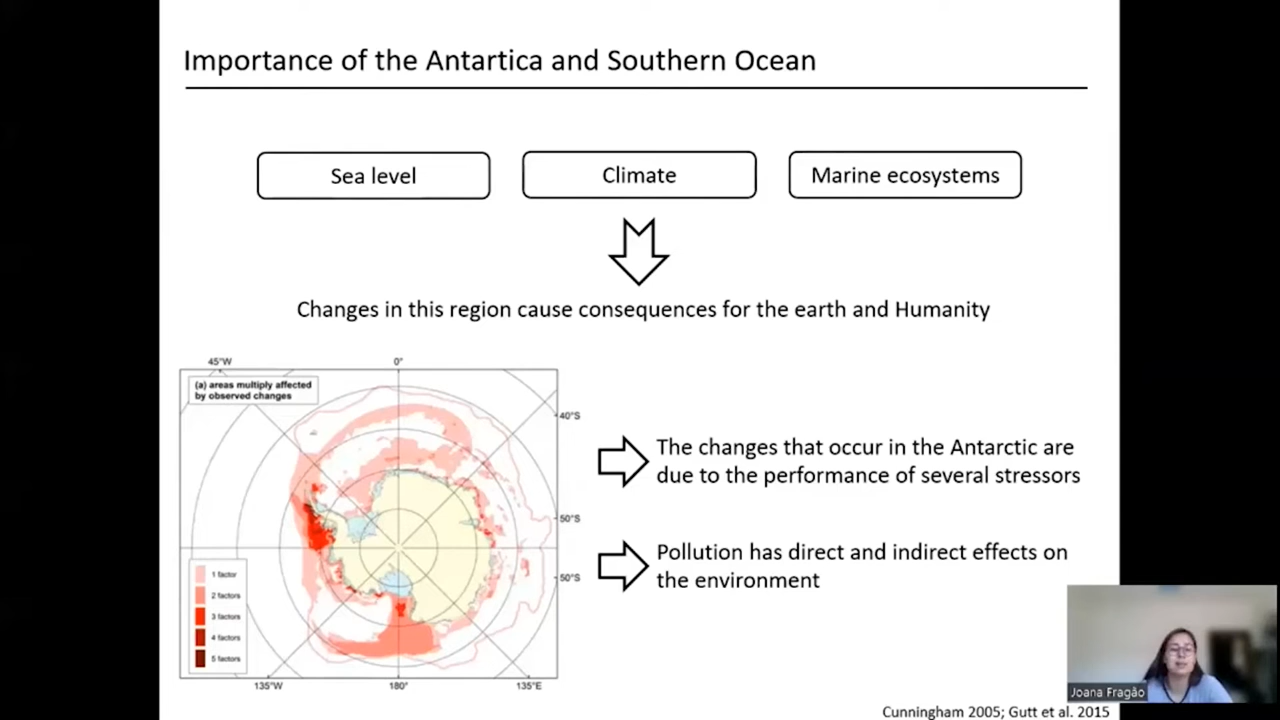 Importance of the Antartica and Southern Ocean
Sea level
Climate
Marine ecosystems
Changes in this region cause consequences for the earth and Humanity
45°W
0°
(a) areas multiply affected
by observed changes
40°S
50°S
50°S
1 factor
2 factors
3 factors
4 factors
5 factors
135°W
180°
135°E
The changes that occur in the Antarctic are
due to the performance of several stressors
Pollution has direct and indirect effects on
the environment
Joana Fragão
Cunningham 2005; Gutt et al. 2015